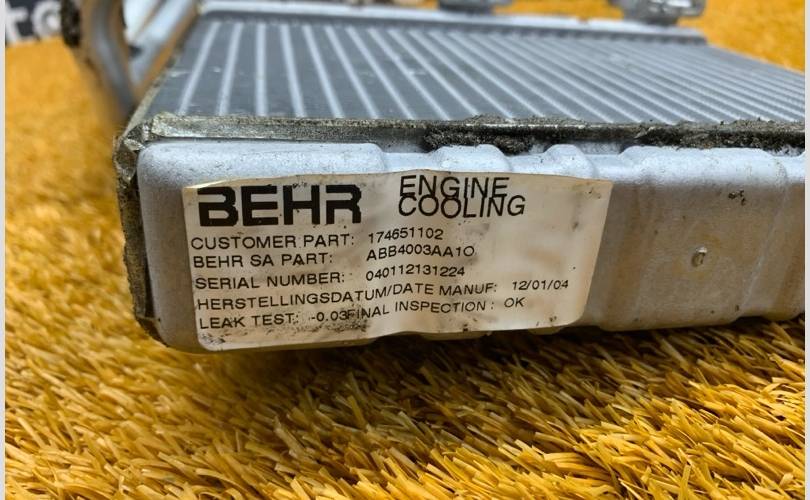 BEHR ENGINE
COOLING
CUSTOMER PART: 174651102
BEHR SA PART: ABB4003AA10
SERIAL NUMBER: 040112131224
HERSTELLINGSDATUM/DATE MANUF: 12/01/04
LEAK TEST: -0.03FINAL INSPECTION : OK